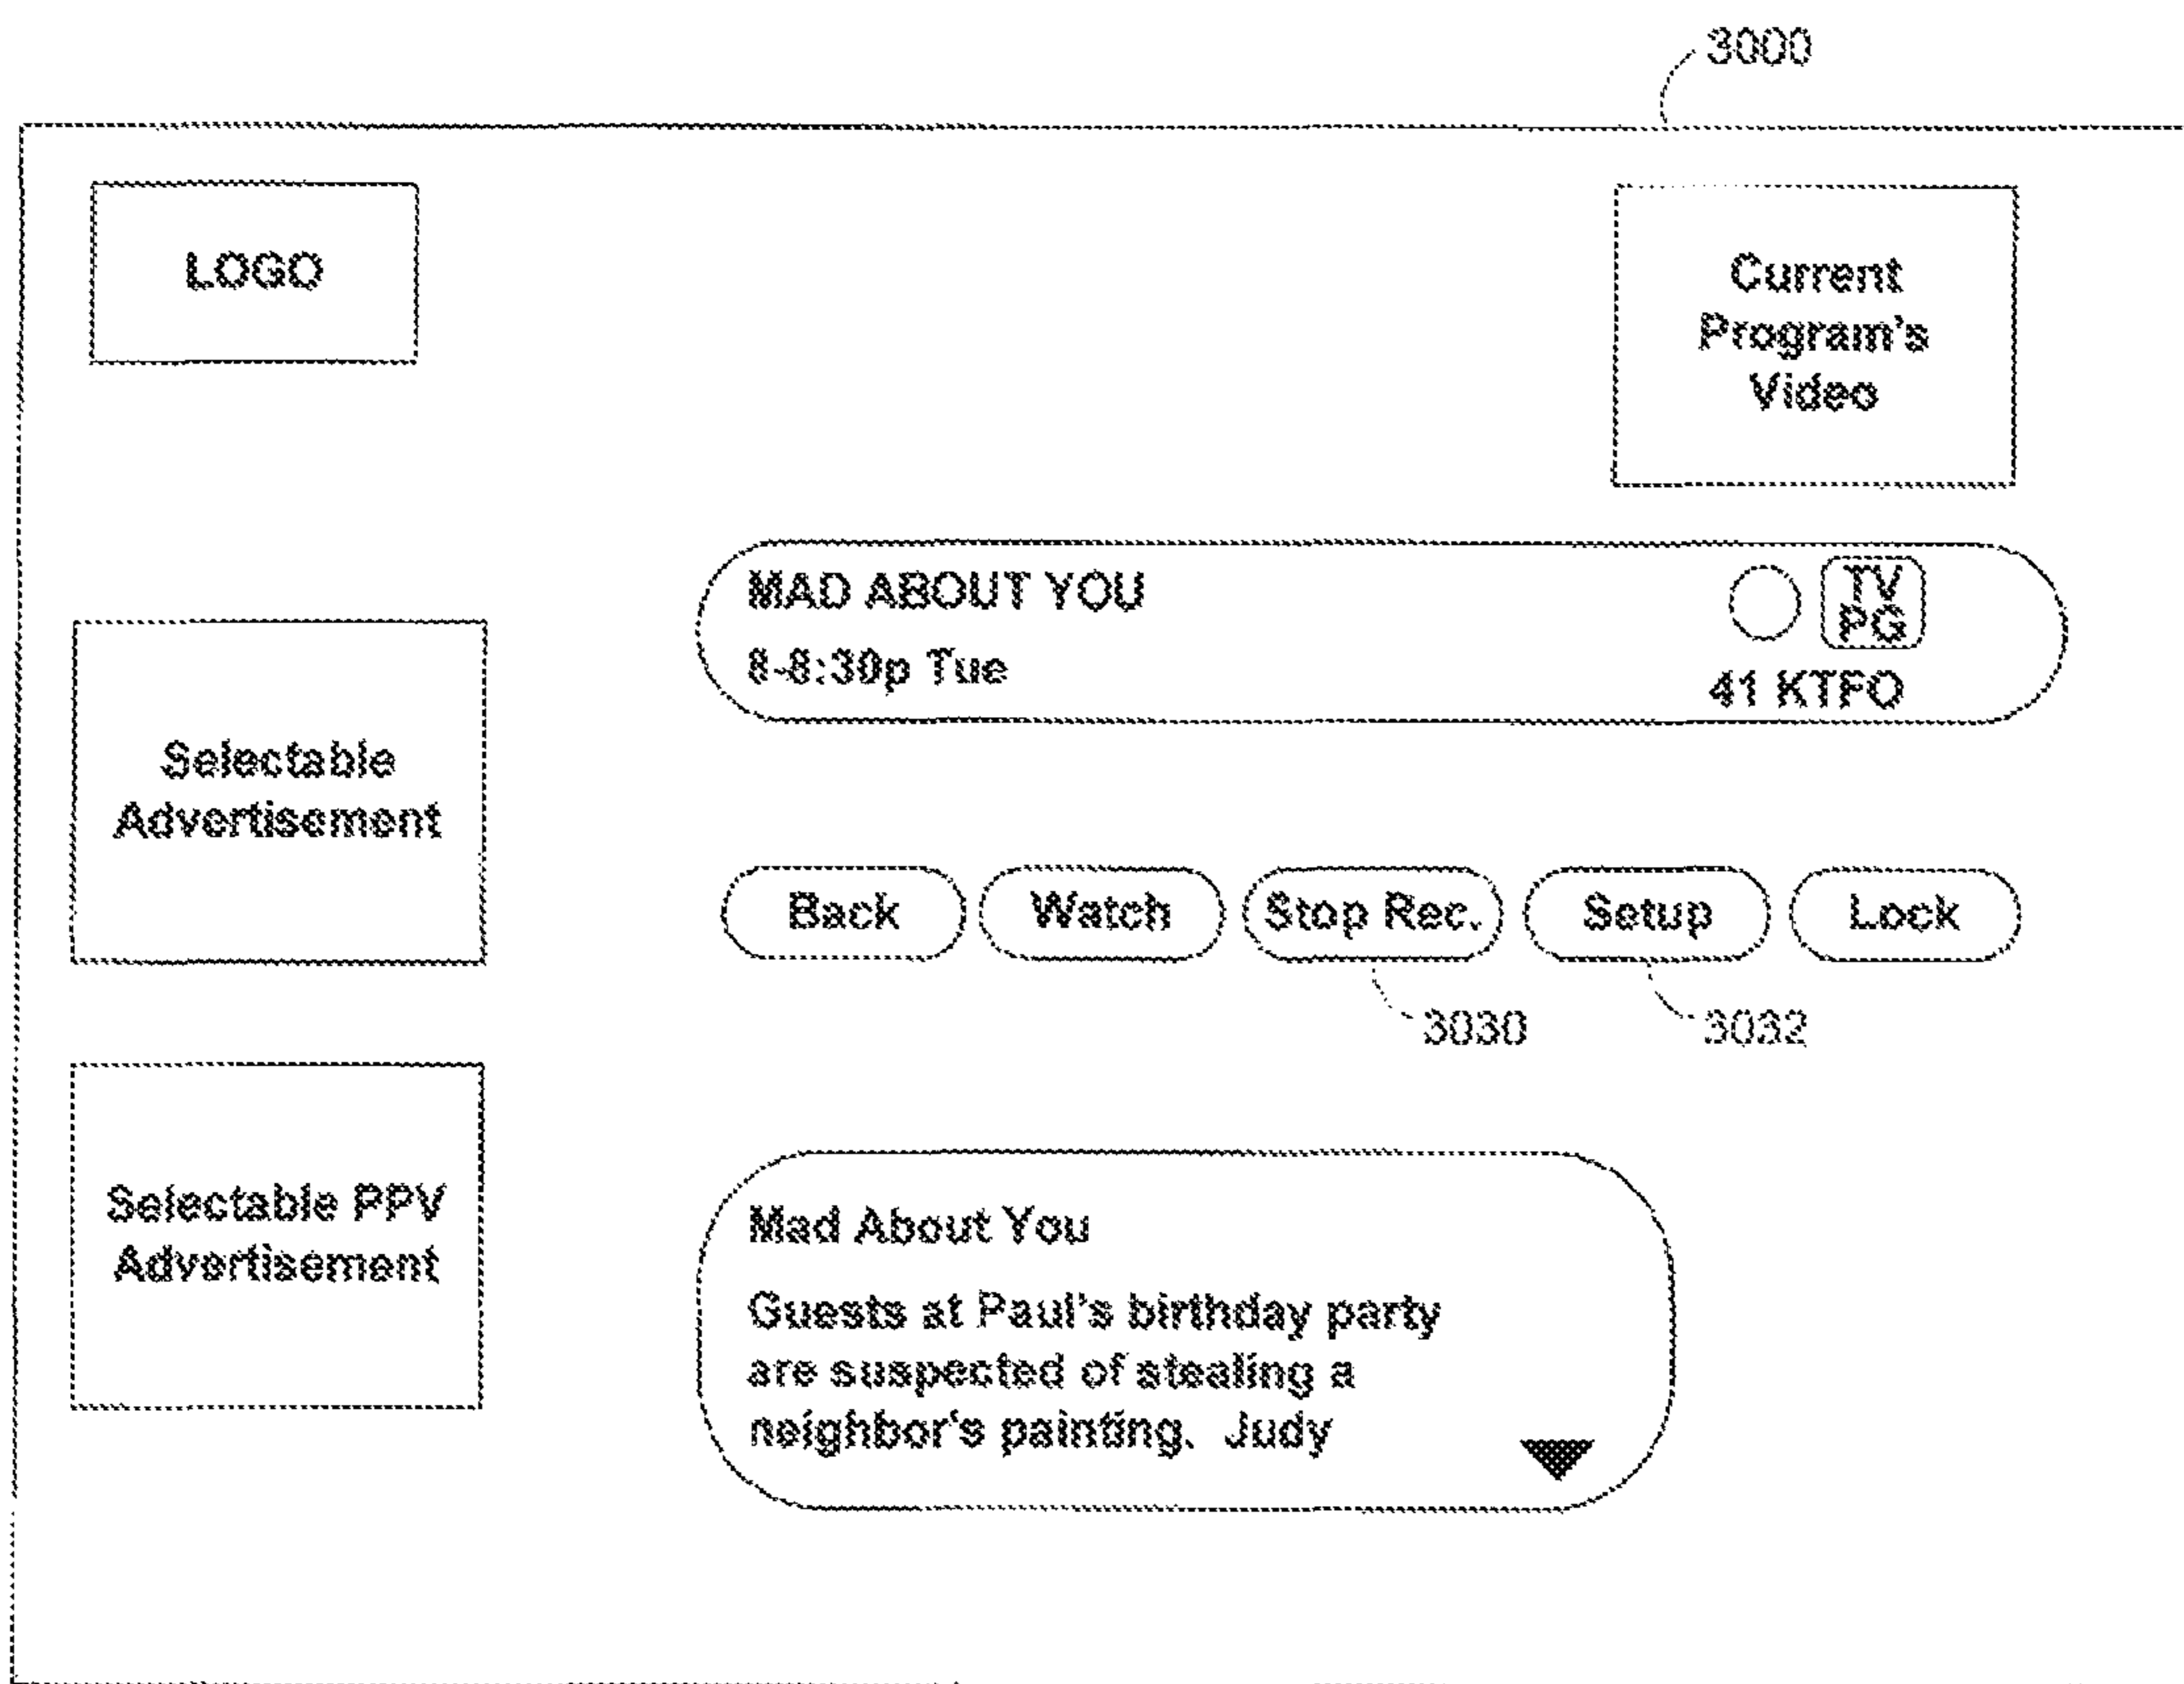 3000
LOGO
Current
Program's
Video
MAD ABOUT YOU
TV
PG
8-8:30p Tue
41 KTFO
Selectable
Advertisement
Back
Watch
Stop Rec.
Setup
Lock
3030
3032
Selectable PPV
Advertisement
Mad About You
Guests at Paul's birthday party
are suspected of stealing a
neighbor's painting. Judy